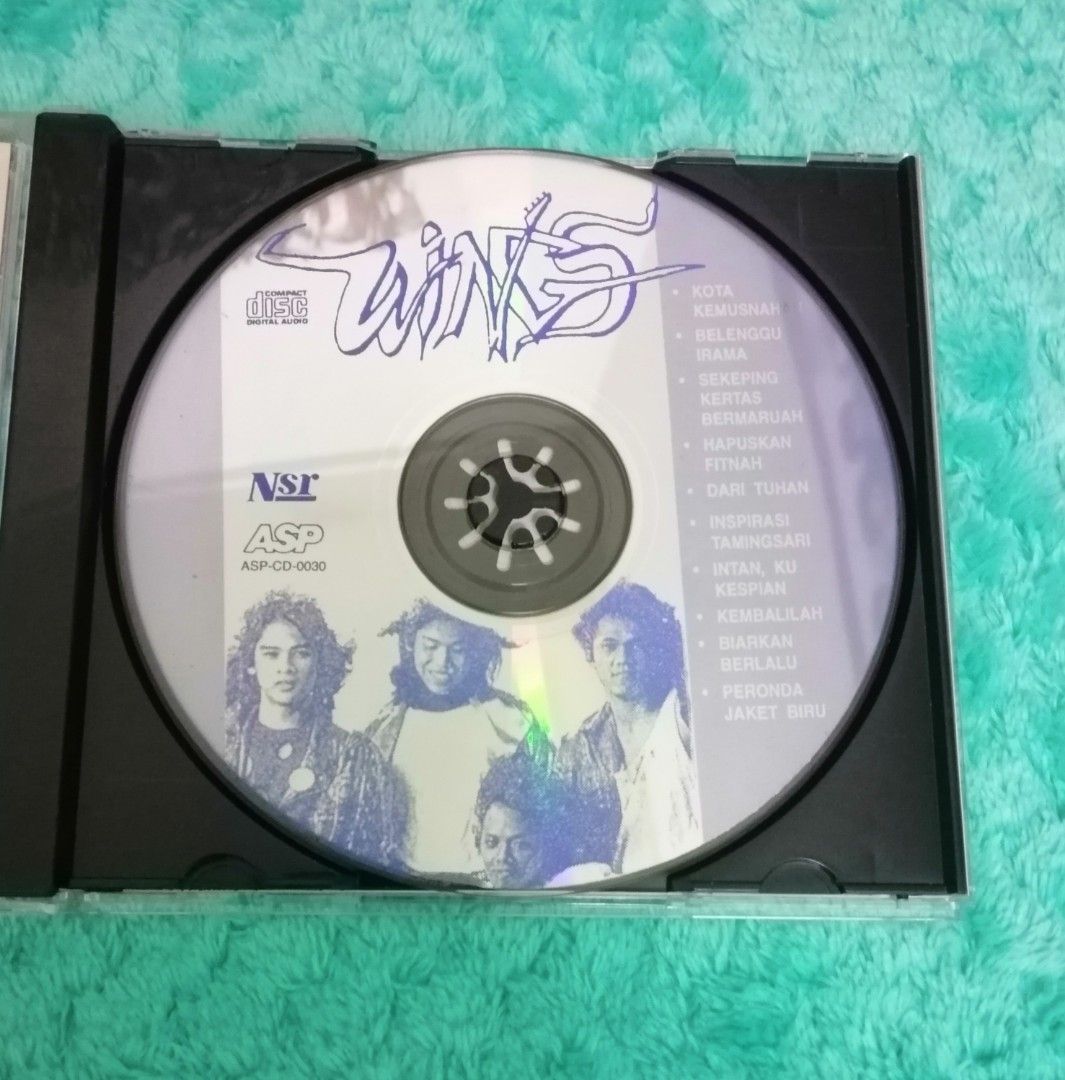 WINGS
COMPACT
disc
DIGITAL AUDIO
Nsr
ASP
ASP-CD-0030
• KOTA
KEMUSNAH
• BELENGGU
IRAMA
• SEKEPING
KERTAS
BERMARUAH
• HAPUSKAN
FITNAH
• DARI TUHAN
• INSPIRASI
TAMINGSARI
• INTAN, KU
KESPIAN
• KEMBALILAH
• BIARKAN
BERLALU
• PERONDA
JAKET BIRU